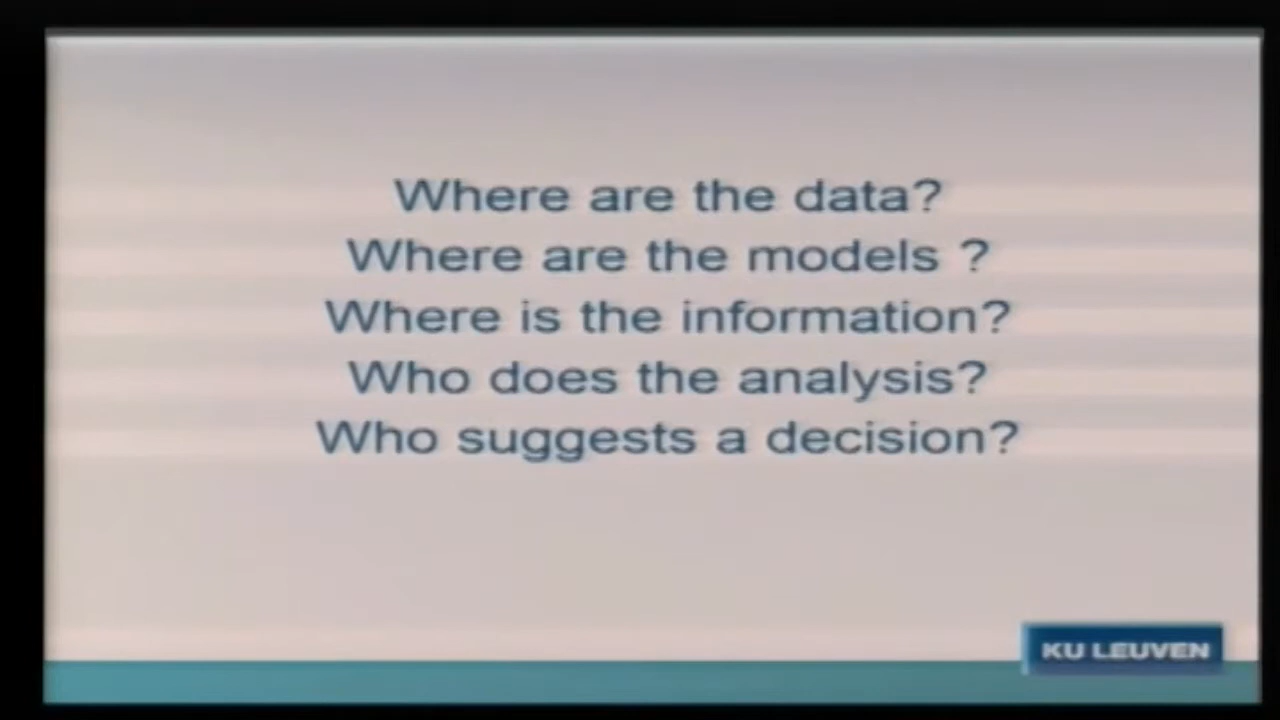 Where are the data?
Where are the models ?
Where is the information?
Who does the analysis?
Who suggests a decision?
KU LEUVEN